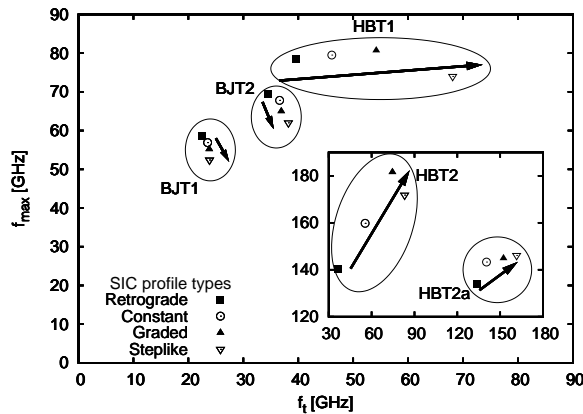 90
80
70
60
50
40
30
20
10
0
f_max [GHz]
HBT1
BJT2
BJT1
SIC profile types
Retrograde
Constant
Graded
Steplike
180
160
140
120
HBT2
HBT2a
30 60 90 120 150 180
0 10 20 30 40 50 60 70 80 90
f_t [GHz]